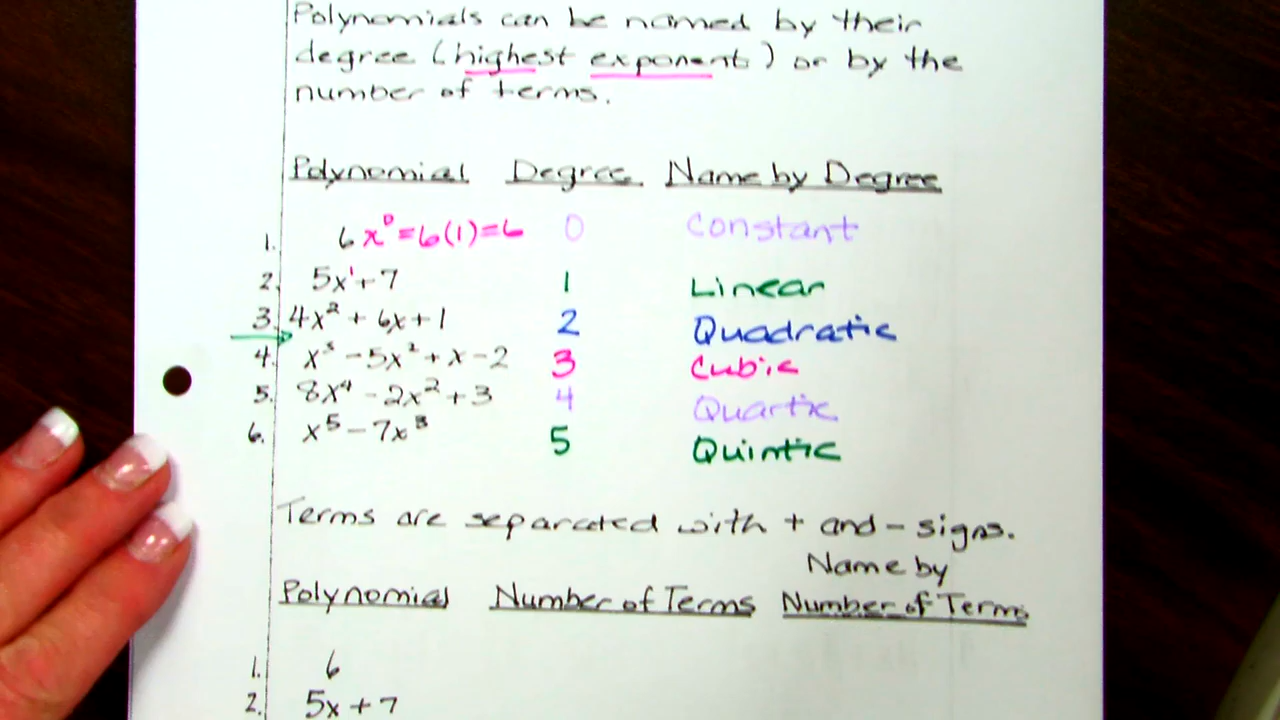 Polynomials can be named by their
degree (highest exponent) or by the
number of terms.
Polynomial Degree Name by Degree
1. 6x⁰=6(1)=6 0 Constant
2. 5x¹+7 1 Linear
3. 4x² + 6x+1 2 Quadratic
4. x³ -5x² + x - 2 3 Cubic
5. 8x⁴ - 2x² + 3 4 Quartic
6. x⁵ - 7x³ 5 Quintic
Terms are separated with + and - signs.
Name by
Polynomial Number of Terms Number of Terms
1. 6
2. 5x + 7